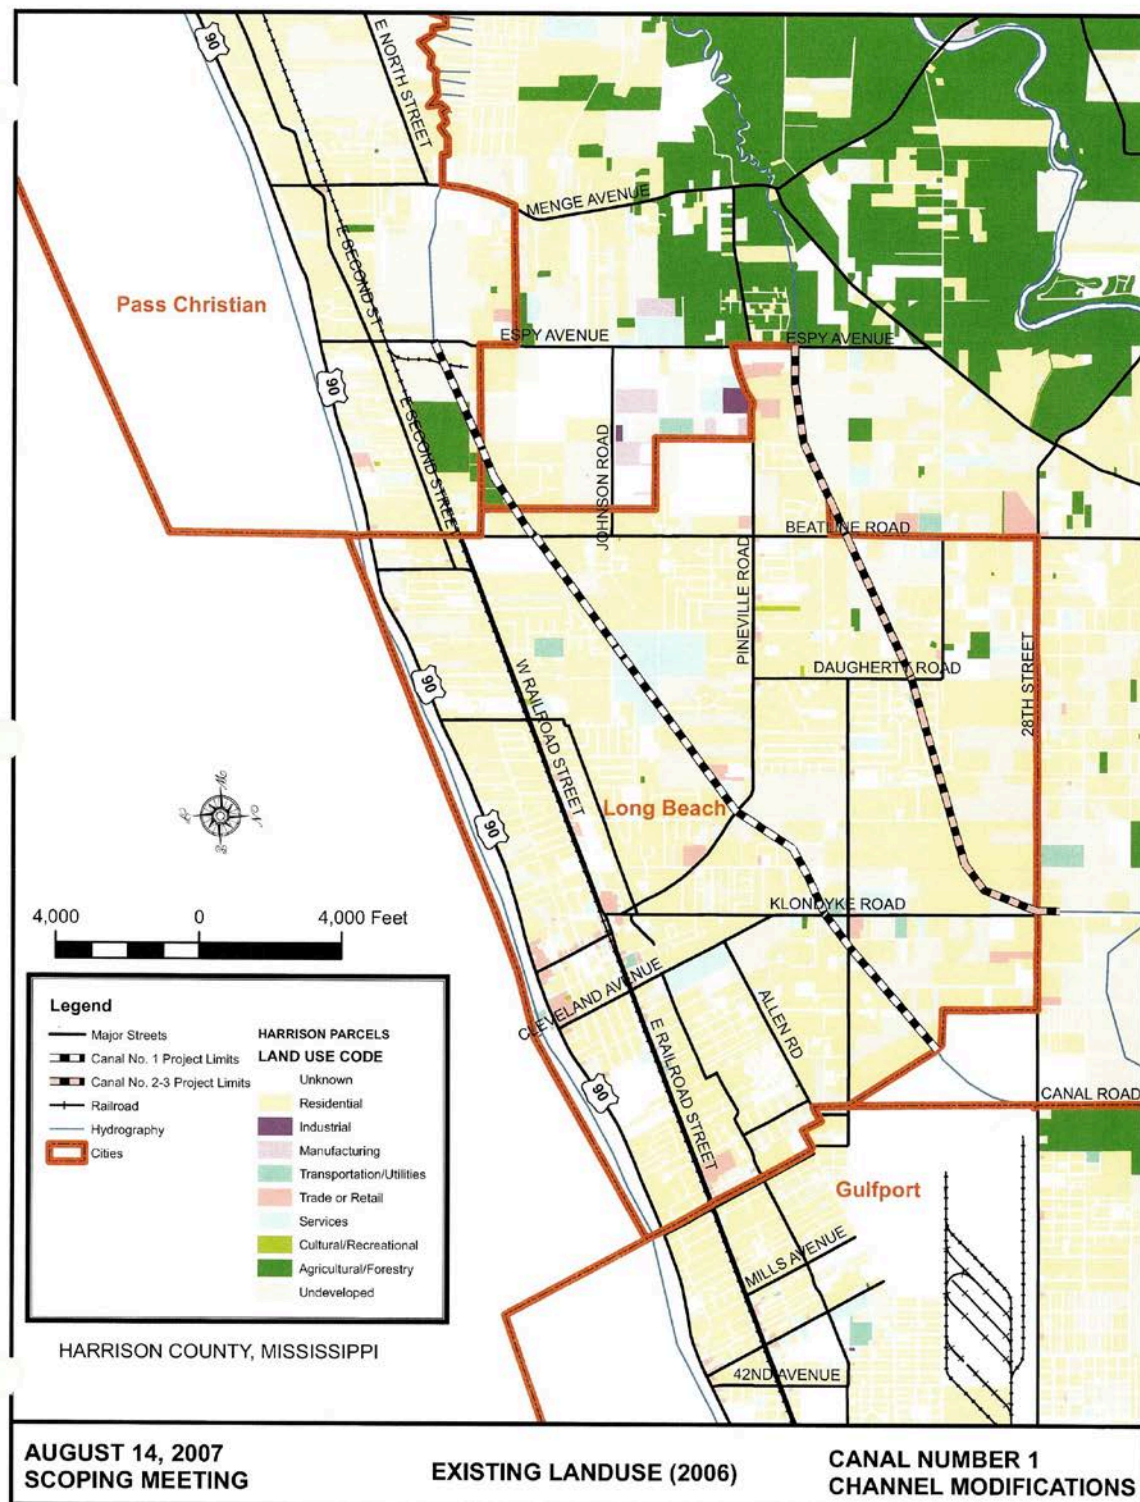 90
E NORTH STREET
MENGE AVENUE
E SECOND ST
Pass Christian
ESPY AVENUE
ESPY AVENUE
90
E SECOND STREET
JOHNSON ROAD
BEATLINE ROAD
PINEVILLE ROAD
DAUGHERTY ROAD
28TH STREET
90
W RAILROAD STREET
Long Beach
90
KLONDYKE ROAD
4,000
0
4,000 Feet
CLEVELAND AVENUE
ALLEN RD
E RAILROAD STREET
90
CANAL ROAD
Gulfport
MILLS AVENUE
42ND AVENUE
Legend
Major Streets
Canal No. 1 Project Limits
Canal No. 2-3 Project Limits
Railroad
Hydrography
Cities
HARRISON PARCELS
LAND USE CODE
Unknown
Residential
Industrial
Manufacturing
Transportation/Utilities
Trade or Retail
Services
Cultural/Recreational
Agricultural/Forestry
Undeveloped
HARRISON COUNTY, MISSISSIPPI
AUGUST 14, 2007
SCOPING MEETING
EXISTING LANDUSE (2006)
CANAL NUMBER 1
CHANNEL MODIFICATIONS